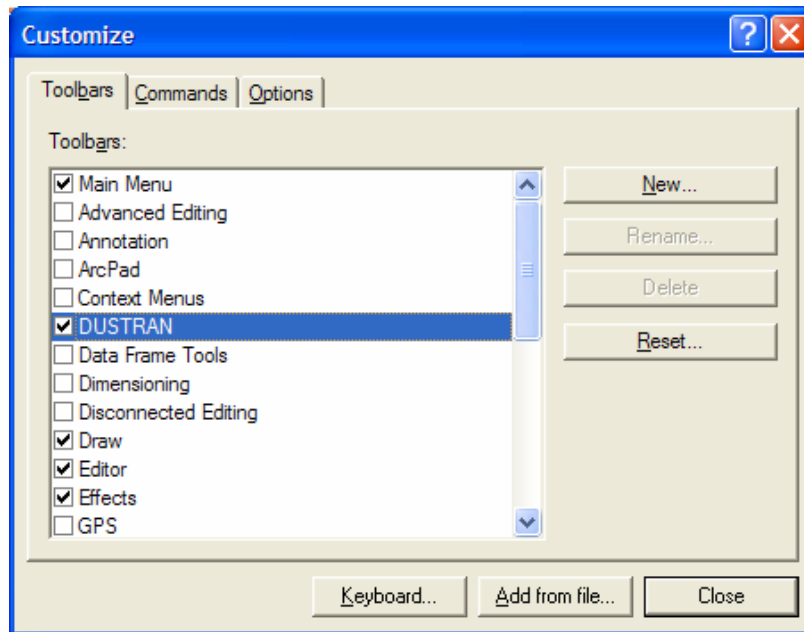 Customize
Toolbars Commands Options
Toolbars:
Main Menu
Advanced Editing
Annotation
ArcPad
Context Menus
DUSTRAN
Data Frame Tools
Dimensioning
Disconnected Editing
Draw
Editor
Effects
GPS
New...
Rename...
Delete
Reset...
Keyboard... Add from file... Close